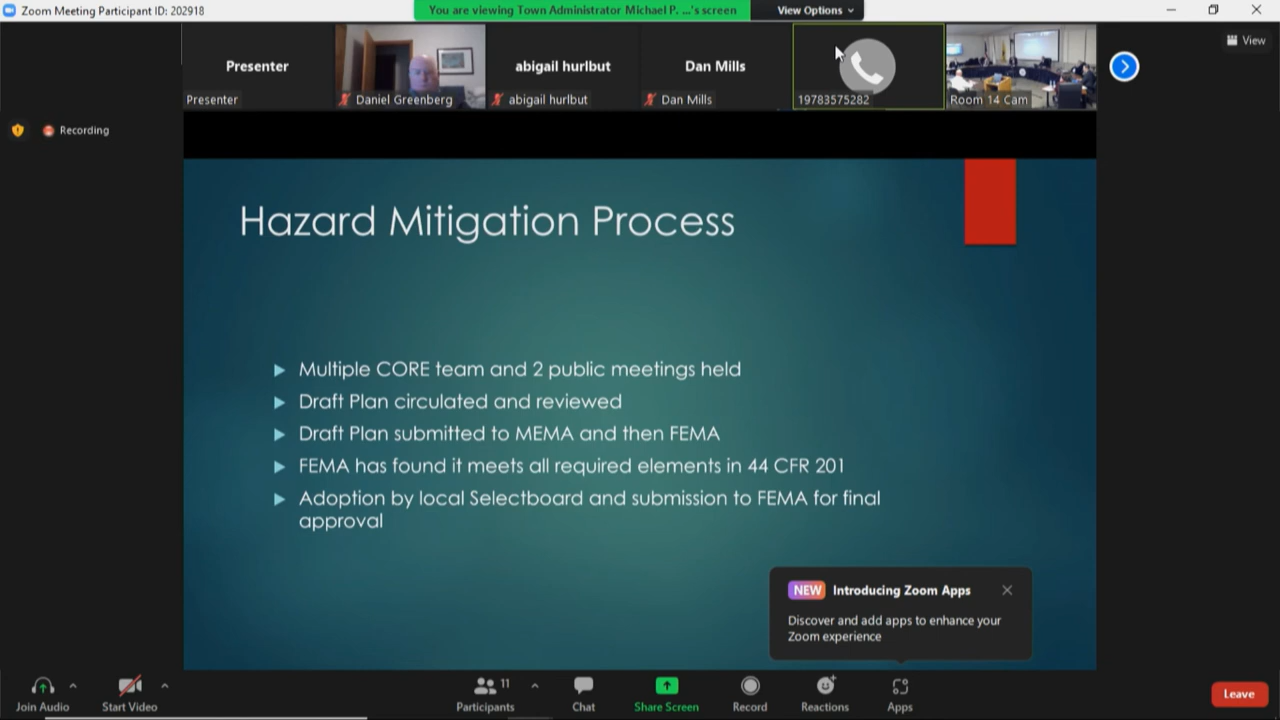 Zoom Meeting Participant ID: 202918
You are viewing Town Administrator Michael P. ...'s screen
View Options
View
Presenter
Presenter
Daniel Greenberg
abigail hurlbut
abigail hurlbut
Dan Mills
Dan Mills
19783575282
Room 14 Cam
Recording
Hazard Mitigation Process
Multiple CORE team and 2 public meetings held
Draft Plan circulated and reviewed
Draft Plan submitted to MEMA and then FEMA
FEMA has found it meets all required elements in 44 CFR 201
Adoption by local Selectboard and submission to FEMA for final
approval
NEW Introducing Zoom Apps
Discover and add apps to enhance your
Zoom experience
Join Audio
Start Video
Participants 11
Chat
Share Screen
Record
Reactions
Apps
Leave